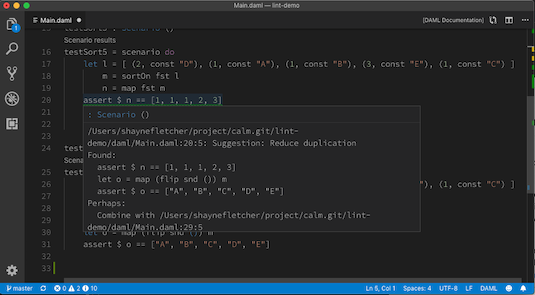 Main.daml — lint-demo
Main.daml
[DAML Documentation]
Scenario results
16 testSort5 = scenario do
17 let l = [ (2, const "D"), (1, const "A"), (1, const "B"), (3, const "E"), (1, const "C") ]
18 m = sortOn fst l
19 n = map fst m
20 assert $ n == [1, 1, 1, 2, 3]
21
: Scenario ()
22
/Users/shaynefletcher/project/calm.git/lint-
23
demo/daml/Main.daml:20:5: Suggestion: Reduce duplication
Found:
24 test
assert $ n == [1, 1, 1, 2, 3]
Scena
let o = map (flip snd ()) m
25 test
assert $ o == ["A", "B", "C", "D", "E"]
26 ), (1, const "C") ]
Perhaps:
27
Combine with /Users/shaynefletcher/project/calm.git/lint-
28
demo/daml/Main.daml:29:5
29
30 let o = map (flip snd ()) m
31 assert $ o == ["A", "B", "C", "D", "E"]
32
33
master
0 2 10
Ln 5, Col 1 Spaces: 4 UTF-8 LF DAML